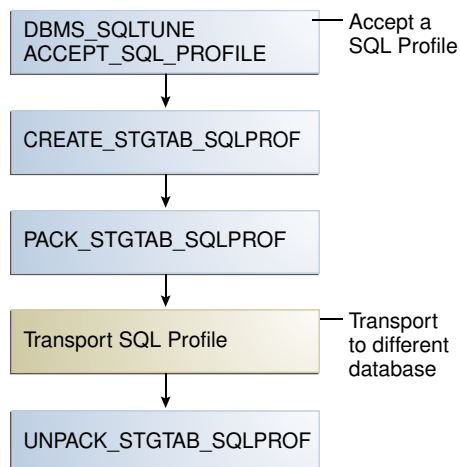 DBMS_SQLTUNE
ACCEPT_SQL_PROFILE
Accept a
SQL Profile
CREATE_STGTAB_SQLPROF
PACK_STGTAB_SQLPROF
Transport SQL Profile
Transport
to different
database
UNPACK_STGTAB_SQLPROF